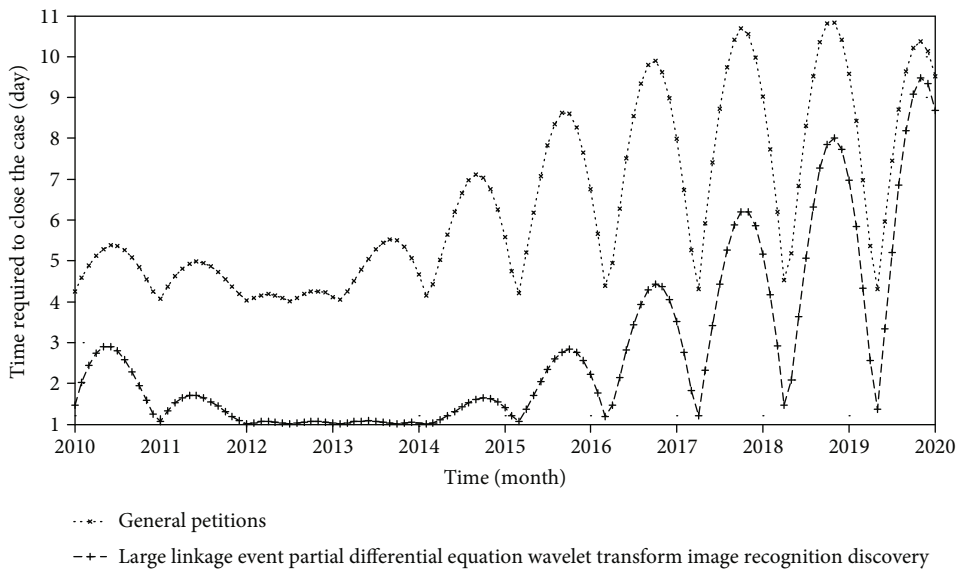 11
10
9
8
7
6
5
4
3
2
1
Time required to close the case (day)
2010 2011 2012 2013 2014 2015 2016 2017 2018 2019 2020
Time (month)
General petitions
Large linkage event partial differential equation wavelet transform image recognition discovery